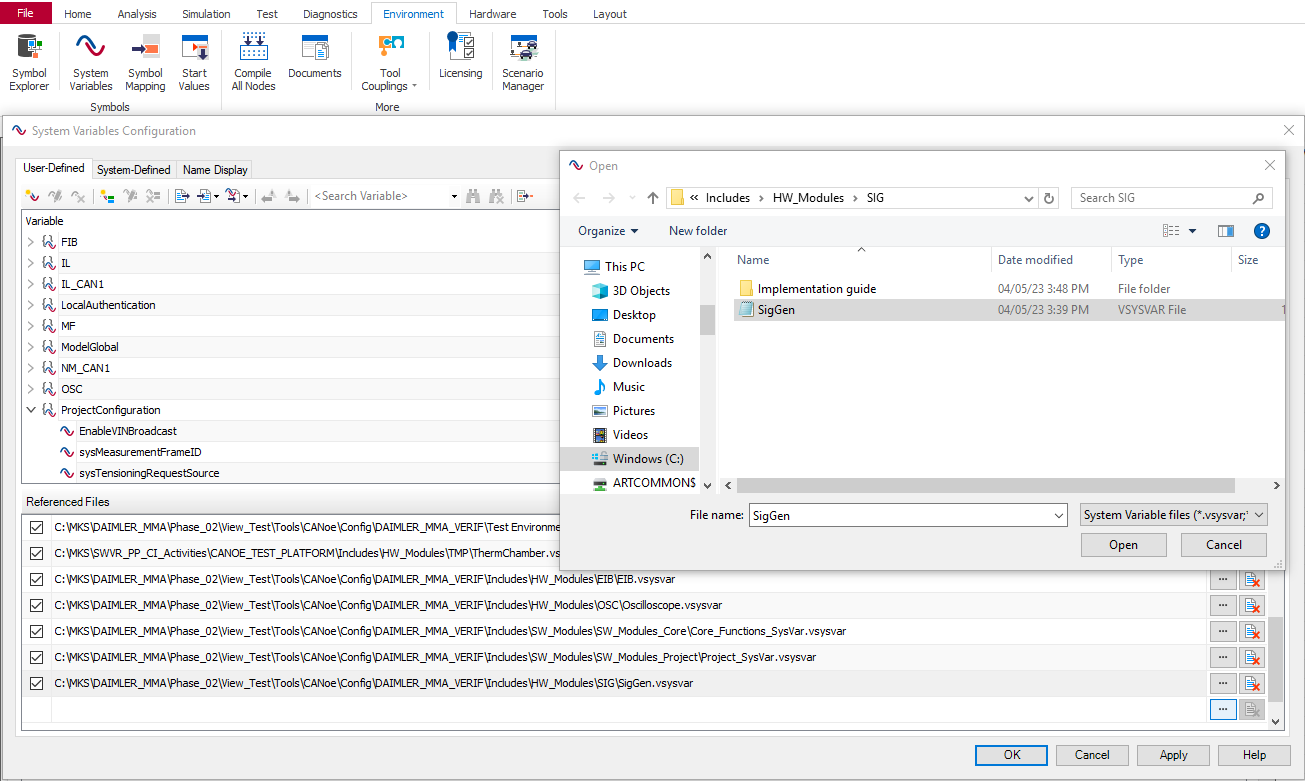 File Home Analysis Simulation Test Diagnostics Environment Hardware Tools Layout
Symbol Explorer
System Variables
Symbol Mapping
Start Values
Compile All Nodes
Documents
Tool Couplings
Licensing
Scenario Manager
Symbols More
System Variables Configuration
User-Defined System-Defined Name Display
<Search Variable>
Variable
FIB
IL
IL_CAN1
LocalAuthentication
MF
ModelGlobal
NM_CAN1
OSC
ProjectConfiguration
EnableVINBroadcast
sysMeasurementFrameID
sysTensioningRequestSource
Open
« Includes > HW_Modules > SIG
Search SIG
Organize New folder
This PC
3D Objects
Desktop
Documents
Downloads
Music
Pictures
Videos
Windows (C:)
ARTCOMMON$
Name Date modified Type Size
Implementation guide 04/05/23 3:48 PM File folder
SigGen 04/05/23 3:39 PM VSYSVAR File 1
File name: SigGen System Variable files (*.vsysvar;*
Open Cancel
Referenced Files
C:\MKS\DAIMLER_MMA\Phase_02\View_Test\Tools\CANoe\Config\DAIMLER_MMA_VERIF\Test Environme
C:\MKS\SWVR_PP_CI_Activities\CANOE_TEST_PLATFORM\Includes\HW_Modules\TMP\ThermChamber.vs
C:\MKS\DAIMLER_MMA\Phase_02\View_Test\Tools\CANoe\Config\DAIMLER_MMA_VERIF\Includes\HW_Modules\EIB\EIB.vsysvar
C:\MKS\DAIMLER_MMA\Phase_02\View_Test\Tools\CANoe\Config\DAIMLER_MMA_VERIF\Includes\HW_Modules\OSC\Oscilloscope.vsysvar
C:\MKS\DAIMLER_MMA\Phase_02\View_Test\Tools\CANoe\Config\DAIMLER_MMA_VERIF\Includes\SW_Modules\SW_Modules_Core\Core_Functions_SysVar.vsysvar
C:\MKS\DAIMLER_MMA\Phase_02\View_Test\Tools\CANoe\Config\DAIMLER_MMA_VERIF\Includes\SW_Modules\SW_Modules_Project\Project_SysVar.vsysvar
C:\MKS\DAIMLER_MMA\Phase_02\View_Test\Tools\CANoe\Config\DAIMLER_MMA_VERIF\Includes\HW_Modules\SIG\SigGen.vsysvar
OK Cancel Apply Help